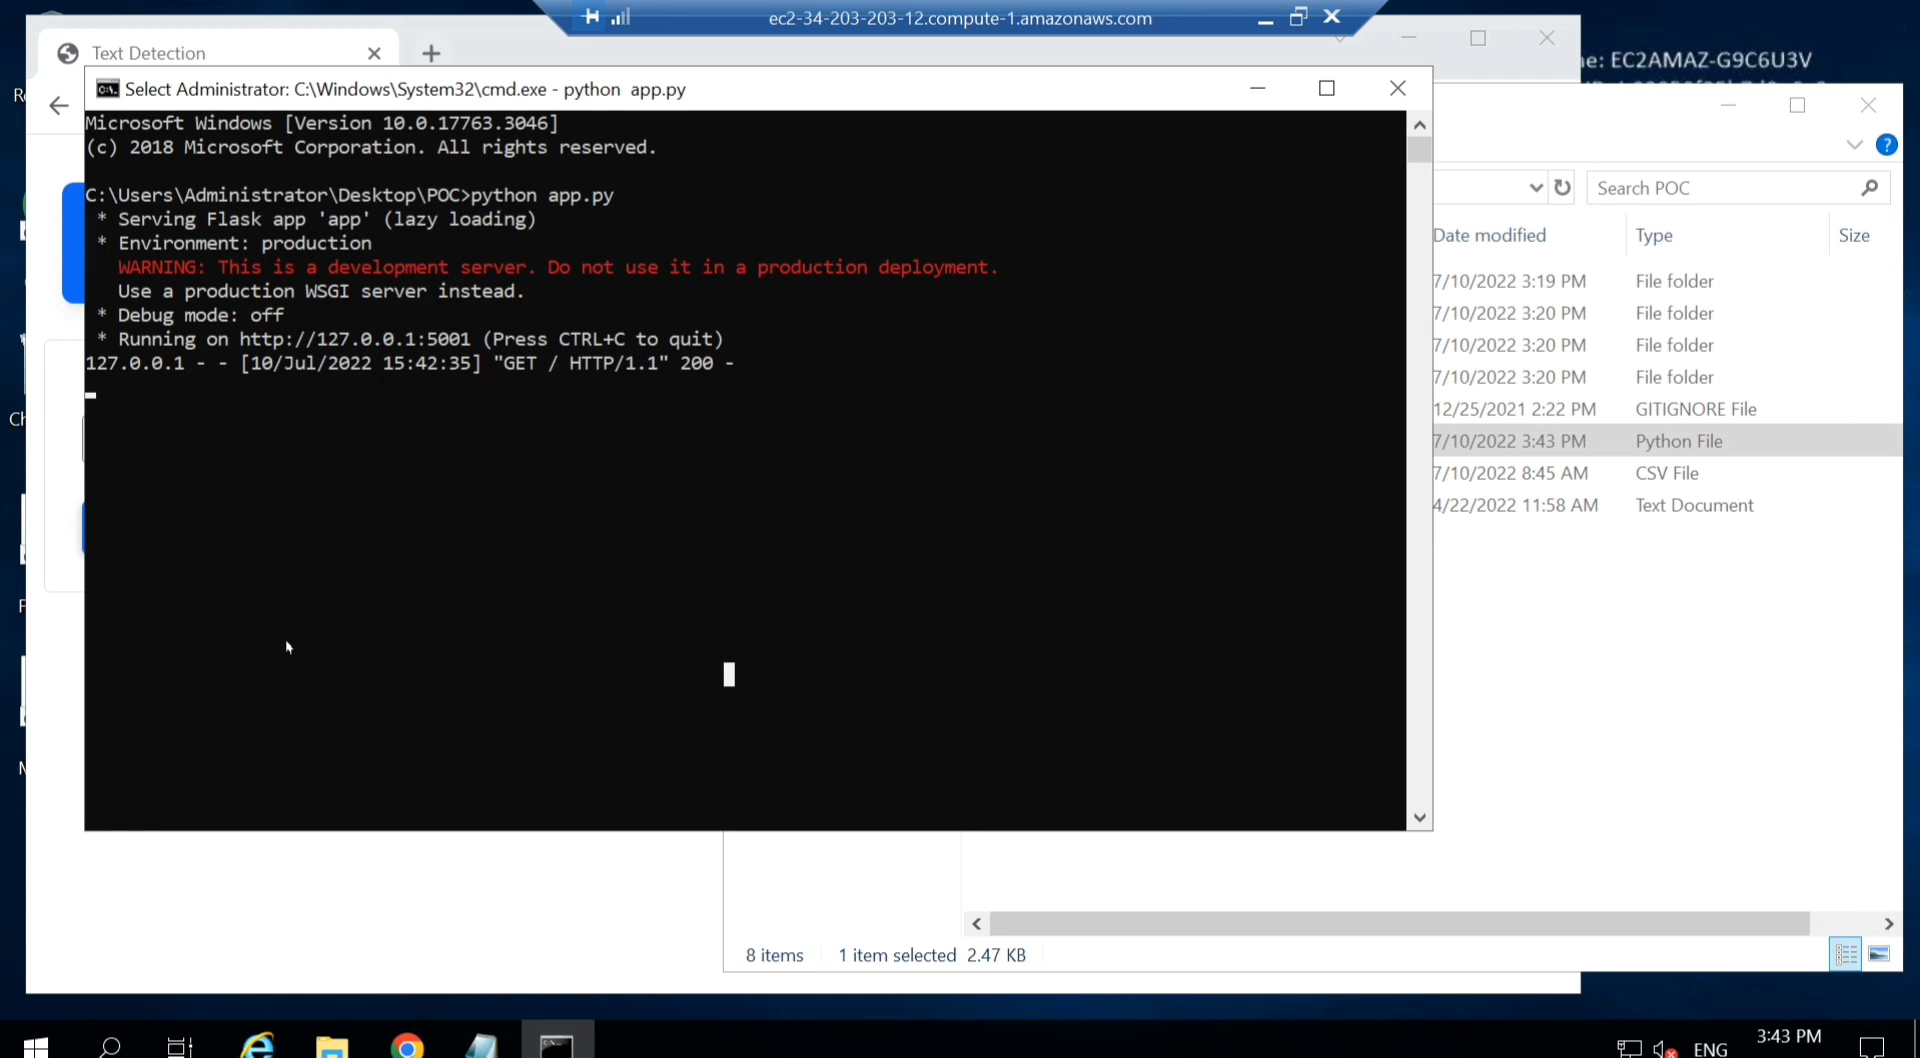 ec2-34-203-203-12.compute-1.amazonaws.com
Text Detection
EC2AMAZ-G9C6U3V
Select Administrator: C:\Windows\System32\cmd.exe - python  app.py
Microsoft Windows [Version 10.0.17763.3046]
(c) 2018 Microsoft Corporation. All rights reserved.
C:\Users\Administrator\Desktop\POC>python app.py
* Serving Flask app 'app' (lazy loading)
* Environment: production
WARNING: This is a development server. Do not use it in a production deployment.
Use a production WSGI server instead.
* Debug mode: off
* Running on http://127.0.0.1:5001 (Press CTRL+C to quit)
127.0.0.1 - - [10/Jul/2022 15:42:35] "GET / HTTP/1.1" 200 -
Search POC
Date modified Type Size
7/10/2022 3:19 PM File folder
7/10/2022 3:20 PM File folder
7/10/2022 3:20 PM File folder
7/10/2022 3:20 PM File folder
12/25/2021 2:22 PM GITIGNORE File
7/10/2022 3:43 PM Python File
7/10/2022 8:45 AM CSV File
4/22/2022 11:58 AM Text Document
8 items 1 item selected 2.47 KB
ENG
3:43 PM